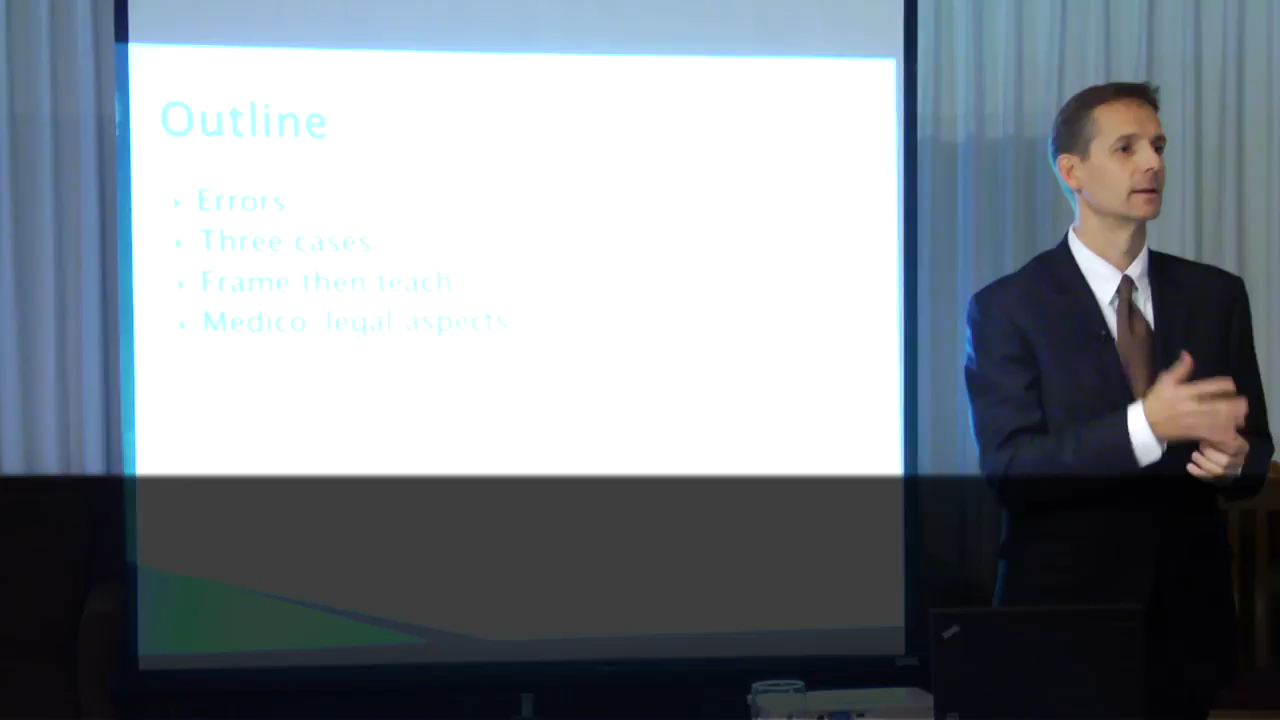 Outline
Errors
Three cases
Frame then teach
Medico legal aspects